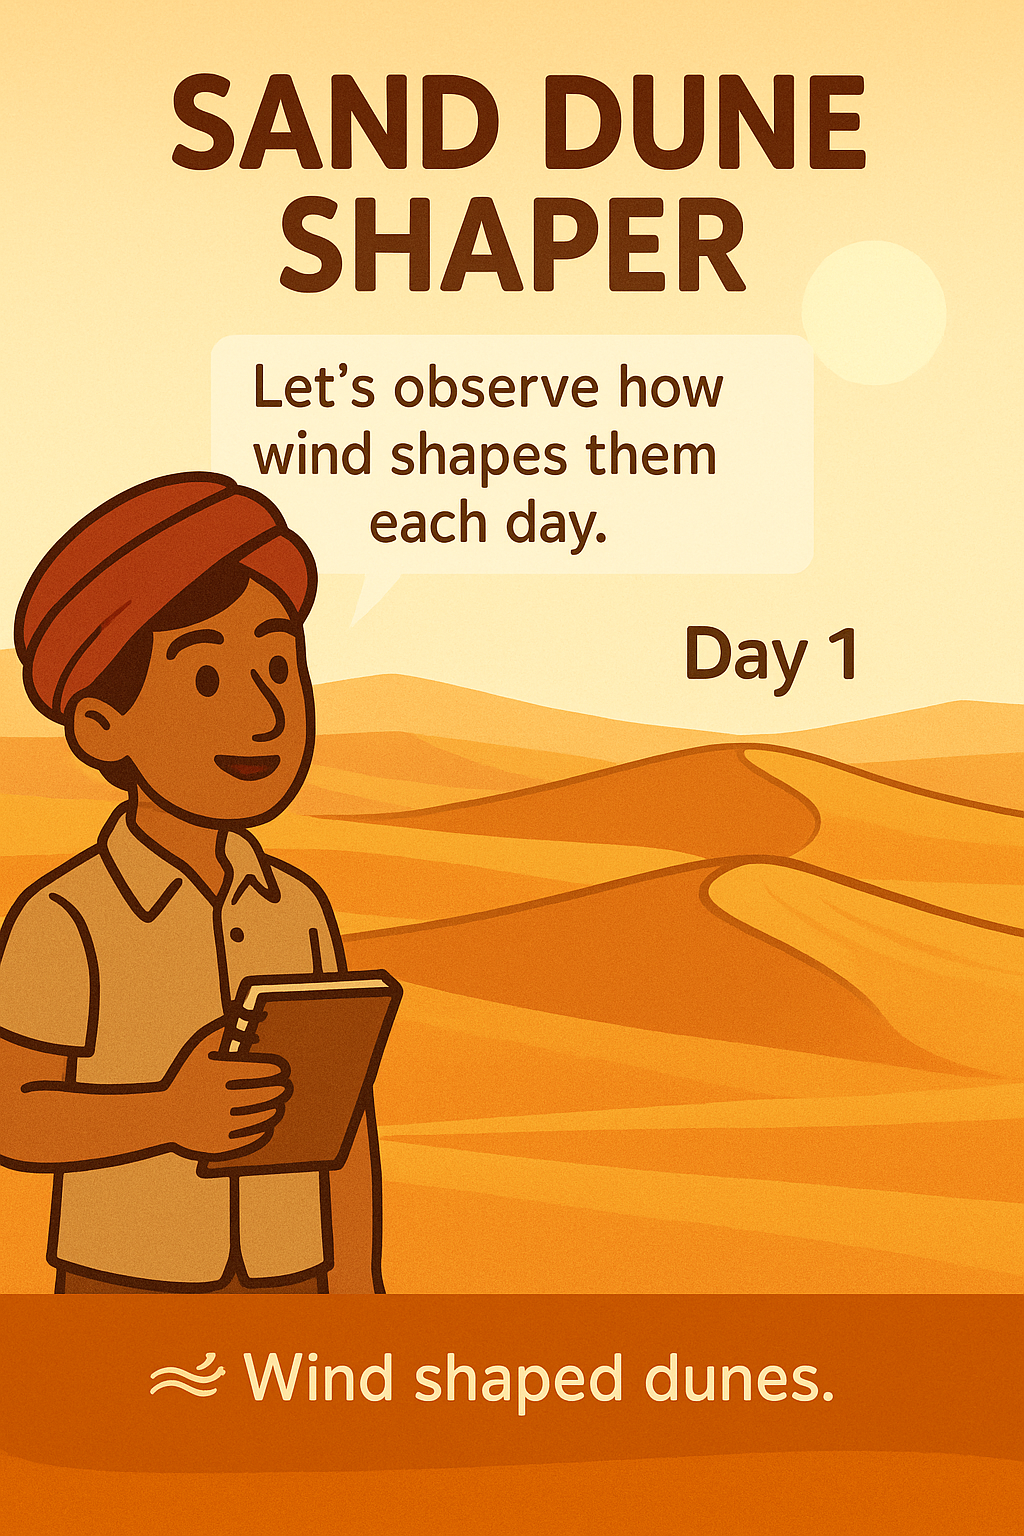 SAND DUNE
SHAPER
Let’s observe how
wind shapes them
each day.
Day 1
Wind shaped dunes.